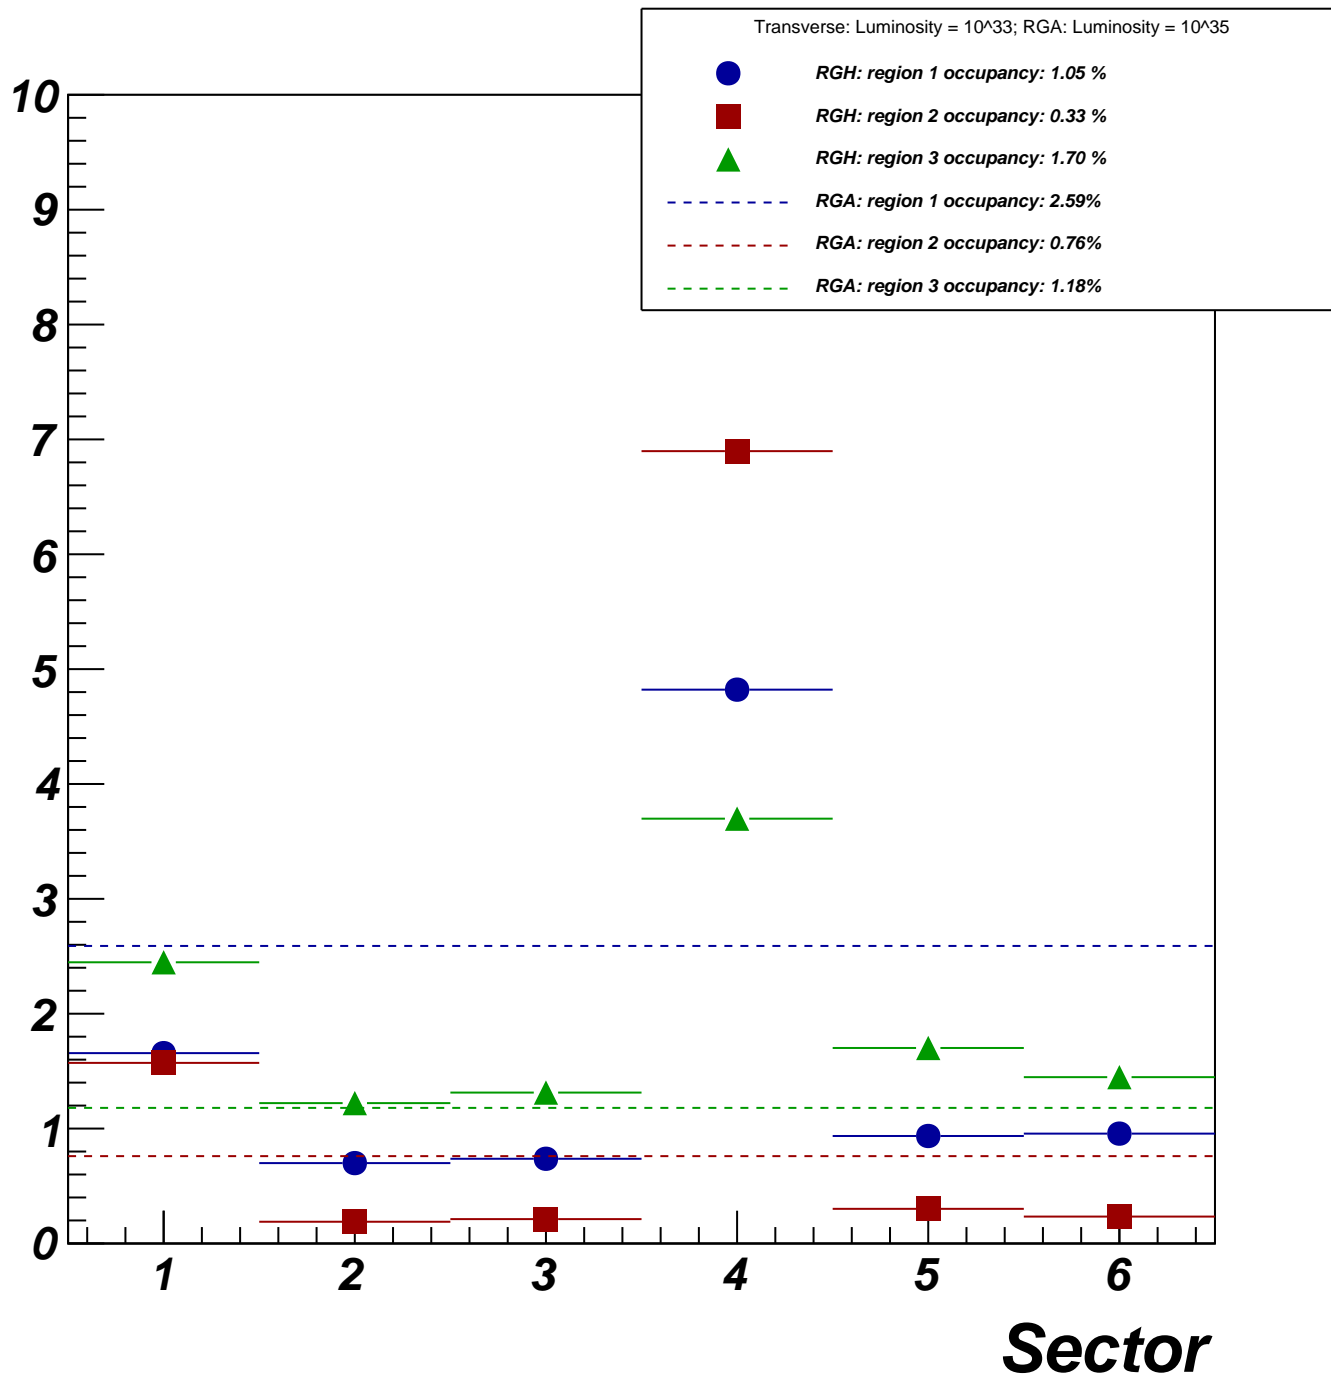 Transverse: Luminosity = 10^33; RGA: Luminosity = 10^35
RGH: region 1 occupancy: 1.05 %
RGH: region 2 occupancy: 0.33 %
RGH: region 3 occupancy: 1.70 %
RGA: region 1 occupancy: 2.59%
RGA: region 2 occupancy: 0.76%
RGA: region 3 occupancy: 1.18%
10
9
8
7
6
5
4
3
2
1
0
1 2 3 4 5 6
Sector